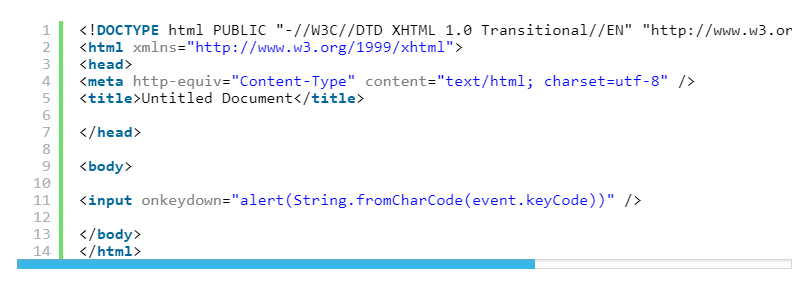 1 <!DOCTYPE html PUBLIC "-//W3C//DTD XHTML 1.0 Transitional//EN" "http://www.w3.or
2 <html xmlns="http://www.w3.org/1999/xhtml">
3 <head>
4 <meta http-equiv="Content-Type" content="text/html; charset=utf-8" />
5 <title>Untitled Document</title>
6
7 </head>
8
9 <body>
10
11 <input onkeydown="alert(String.fromCharCode(event.keyCode))" />
12
13 </body>
14 </html>